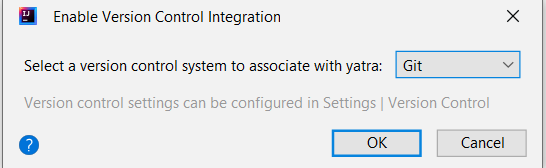 Enable Version Control Integration
Select a version control system to associate with yatra: Git
Version control settings can be configured in Settings | Version Control
? OK Cancel